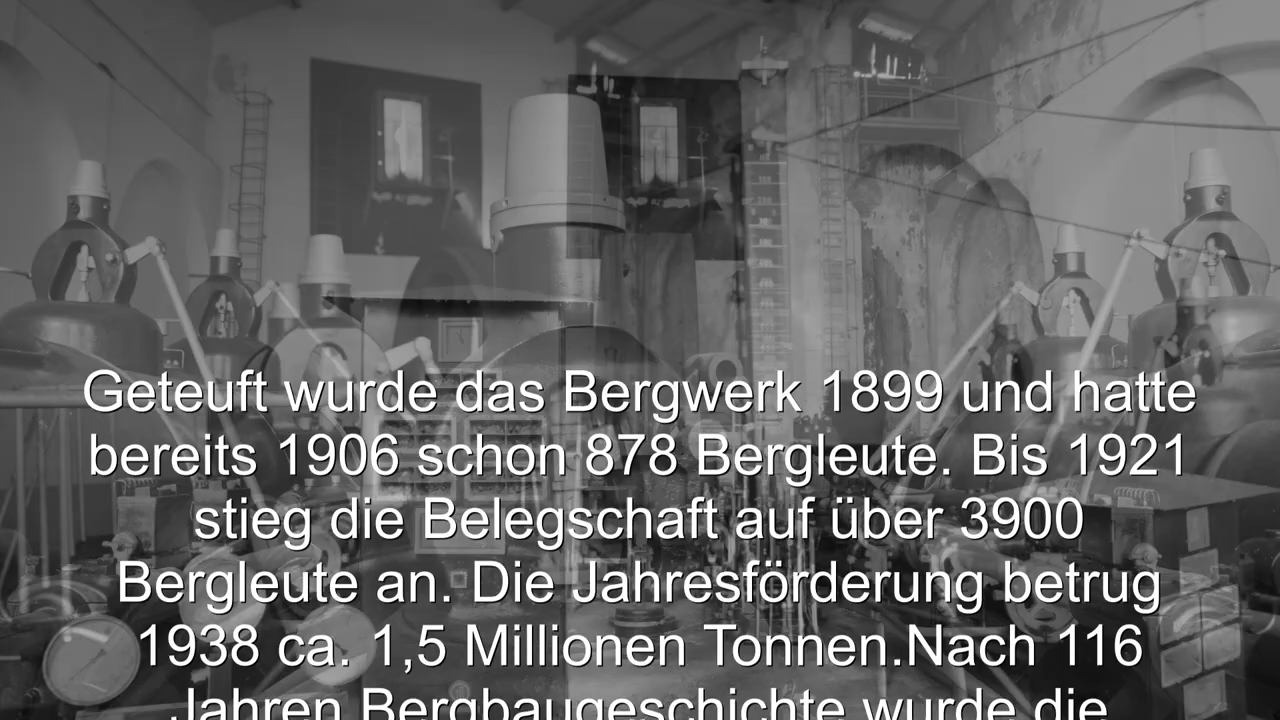 Geteuft wurde das Bergwerk 1899 und hatte
bereits 1906 schon 878 Bergleute. Bis 1921
stieg die Belegschaft auf über 3900
Bergleute an. Die Jahresförderung betrug
1938 ca. 1,5 Millionen Tonnen.Nach 116
Jahren Bergbaugeschichte wurde die